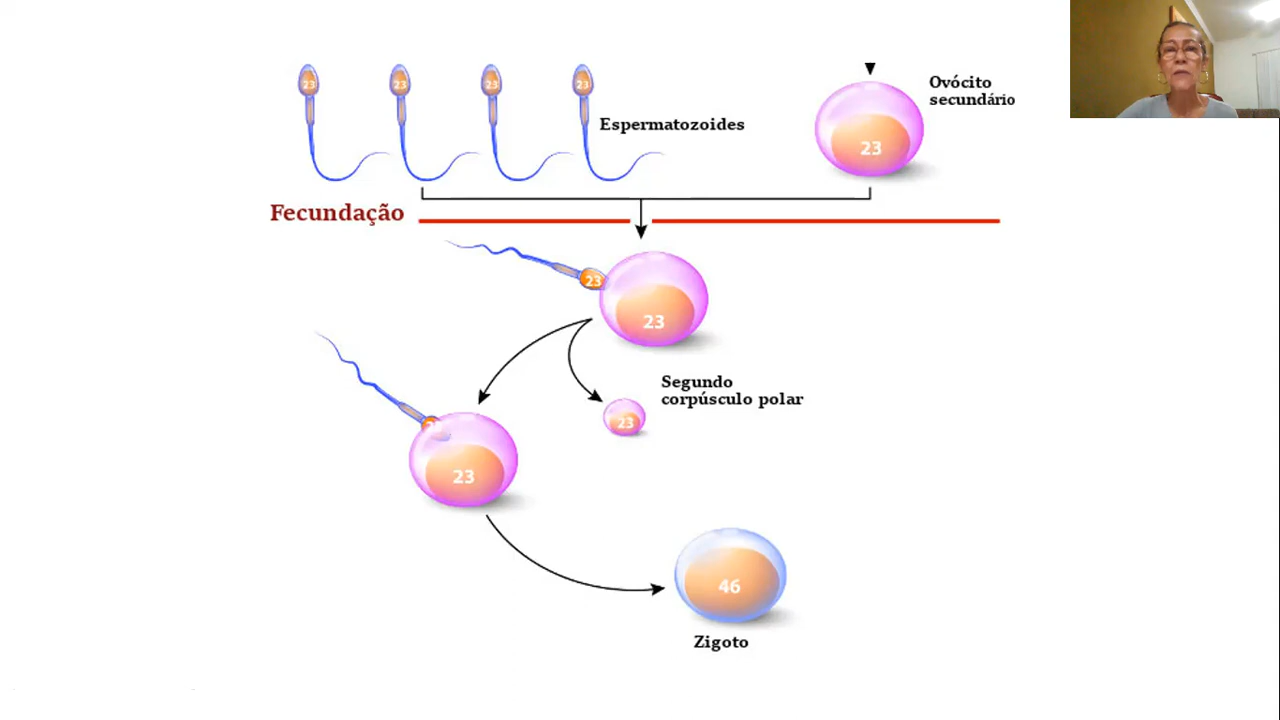 23
23
23
23
Espermatozoides
Ovócito
secundário
23
Fecundação
23
23
Segundo
corpúsculo polar
23
23
46
Zigoto